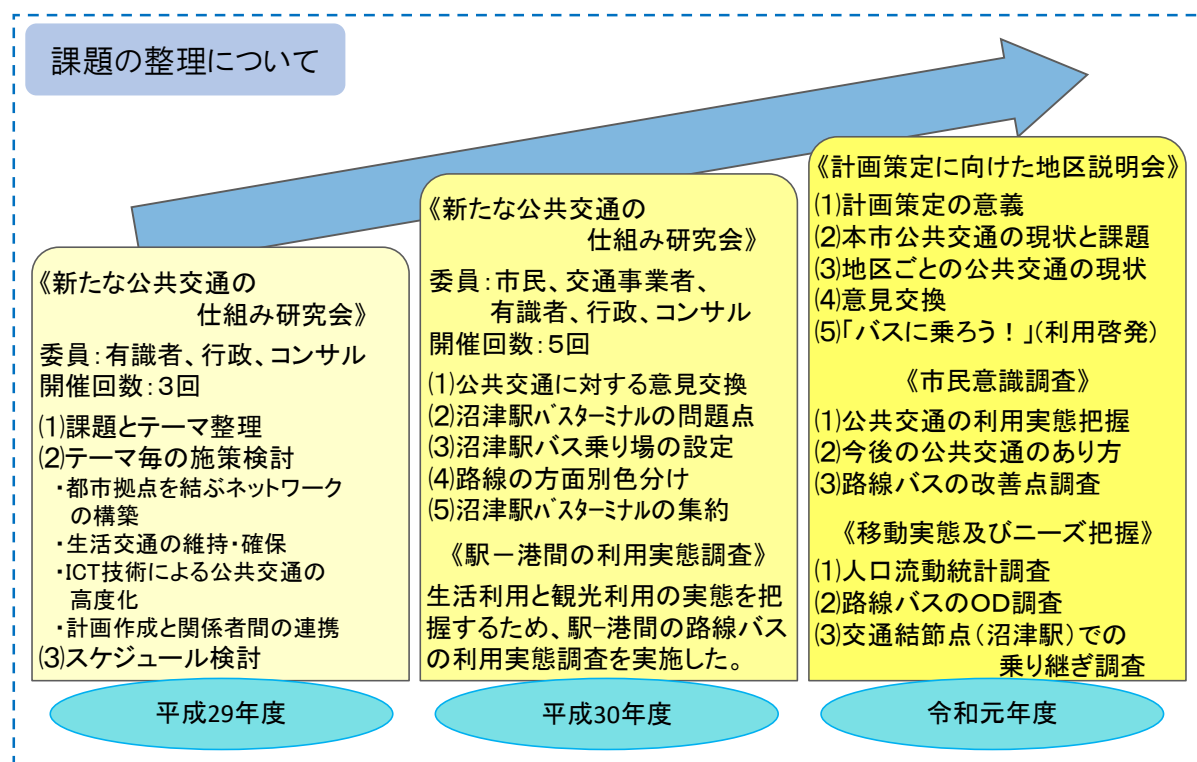 課題の整理について
《新たな公共交通の
仕組み研究会》
委員：有識者、行政、コンサル
開催回数：３回
⑴課題とテーマ整理
⑵テーマ毎の施策検討
・都市拠点を結ぶネットワーク
の構築
・生活交通の維持・確保
・ICT技術による公共交通の
高度化
・計画作成と関係者間の連携
⑶スケジュール検討
平成29年度
《新たな公共交通の
仕組み研究会》
委員：市民、交通事業者、
有識者、行政、コンサル
開催回数：５回
⑴公共交通に対する意見交換
⑵沼津駅ﾊﾞｽﾀｰﾐﾅﾙの問題点
⑶沼津駅バス乗り場の設定
⑷路線の方面別色分け
⑸沼津駅ﾊﾞｽﾀｰﾐﾅﾙの集約
《駅－港間の利用実態調査》
生活利用と観光利用の実態を把
握するため、駅－港間の路線バス
の利用実態調査を実施した。
平成30年度
《計画策定に向けた地区説明会》
⑴計画策定の意義
⑵本市公共交通の現状と課題
⑶地区ごとの公共交通の現状
⑷意見交換
⑸「バスに乗ろう！」（利用啓発）
《市民意識調査》
⑴公共交通の利用実態把握
⑵今後の公共交通のあり方
⑶路線バスの改善点調査
《移動実態及びニーズ把握》
⑴人口流動統計調査
⑵路線バスのＯＤ調査
⑶交通結節点（沼津駅）での
乗り継ぎ調査
令和元年度